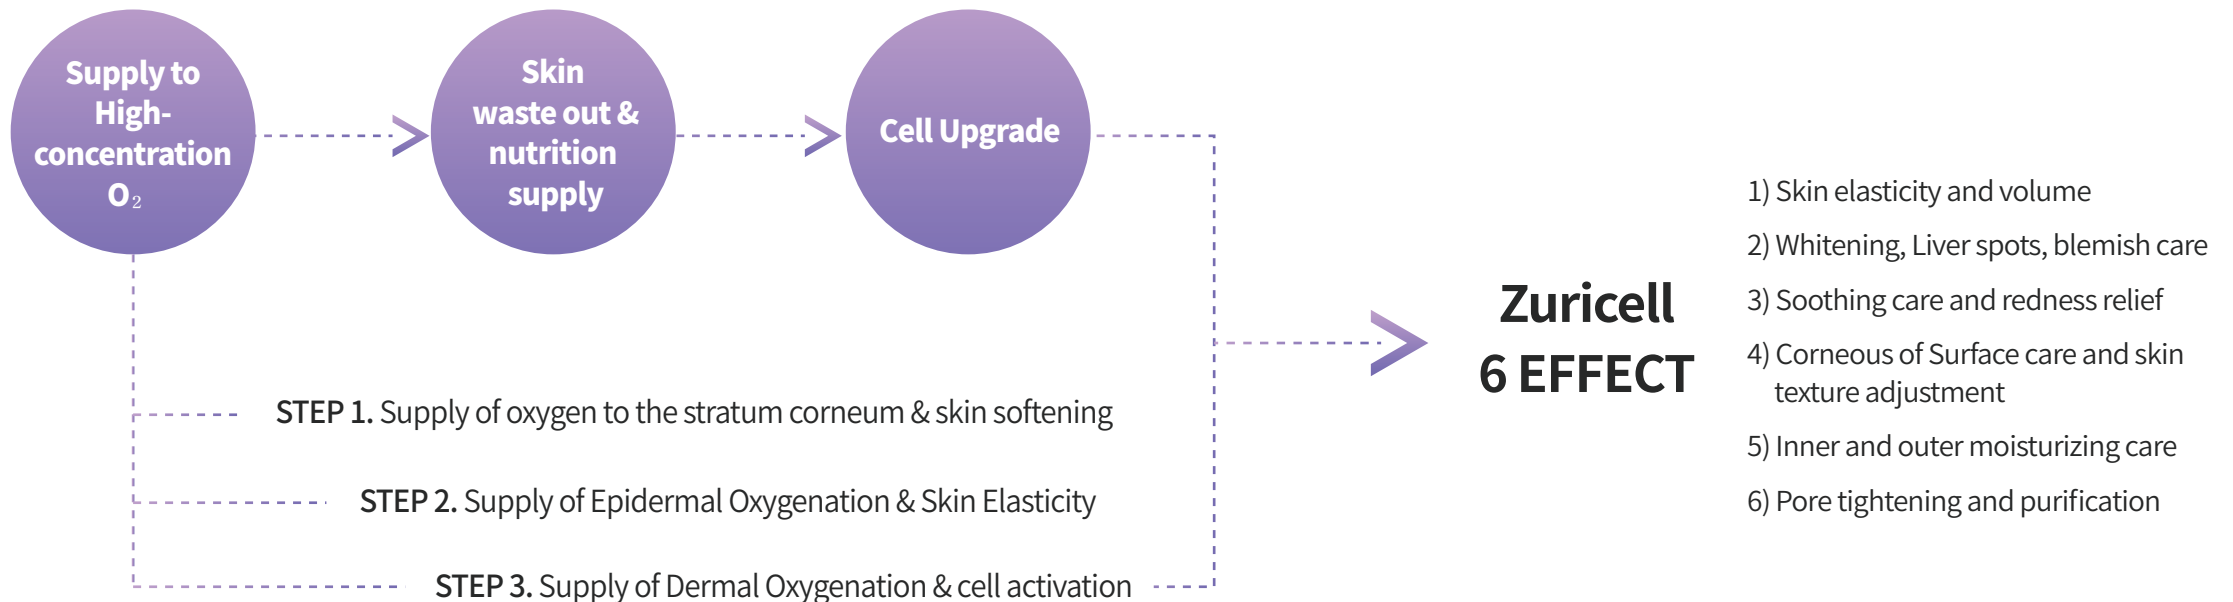 Supply to
High-
concentration
O₂
Skin
waste out &
nutrition
supply
Cell Upgrade
STEP 1. Supply of oxygen to the stratum corneum & skin softening
STEP 2. Supply of Epidermal Oxygenation & Skin Elasticity
STEP 3. Supply of Dermal Oxygenation & cell activation
Zuricell
6 EFFECT
1) Skin elasticity and volume
2) Whitening, Liver spots, blemish care
3) Soothing care and redness relief
4) Corneous of Surface care and skin
texture adjustment
5) Inner and outer moisturizing care
6) Pore tightening and purification